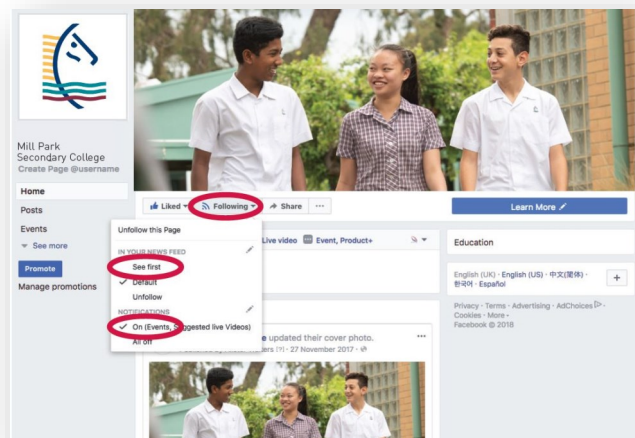 Mill Park
Secondary College
Create Page @username
Home
Posts
Events
See more
Promote
Manage promotions
Liked Following Share ...
Learn More
Unfollow this Page
IN YOUR NEWS FEED
See first
Default
Unfollow
NOTIFICATIONS
On (Events, Suggested live Videos)
All off
Live video Event, Product+
updated their cover photo.
27 November 2017
Education
English (UK) · English (US) · 中文(简体) ·
한국어 · Español
Privacy · Terms · Advertising · AdChoices ·
Cookies · More ·
Facebook © 2018